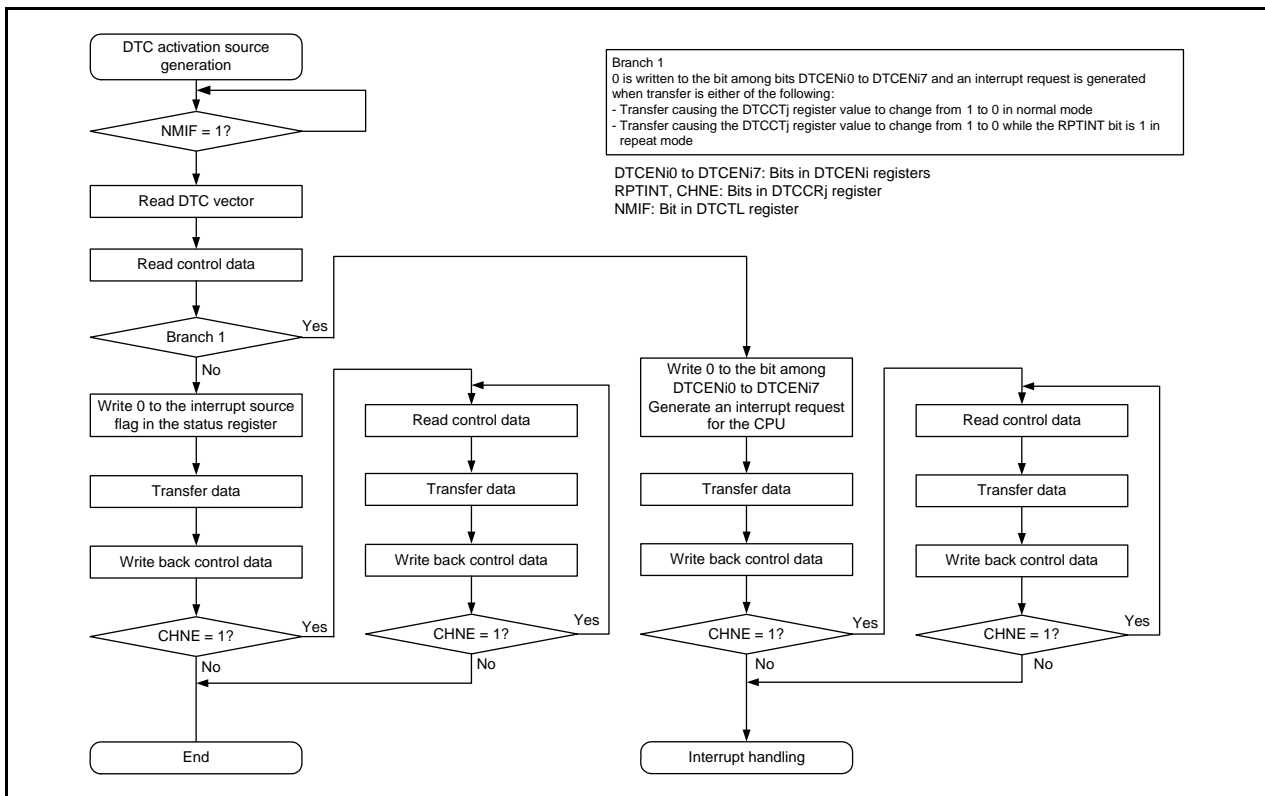 DTC activation source
generation
NMIF = 1?
Read DTC vector
Read control data
Branch 1
Yes
No
Write 0 to the interrupt source
flag in the status register
Transfer data
Write back control data
CHNE = 1?
Yes
No
End
Read control data
Transfer data
Write back control data
CHNE = 1?
Yes
No
Branch 1
0 is written to the bit among bits DTCENi0 to DTCENi7 and an interrupt request is generated
when transfer is either of the following:
- Transfer causing the DTCCTj register value to change from 1 to 0 in normal mode
- Transfer causing the DTCCTj register value to change from 1 to 0 while the RPTINT bit is 1 in
repeat mode
DTCENi0 to DTCENi7: Bits in DTCENi registers
RPTINT, CHNE: Bits in DTCCRj register
NMIF: Bit in DTCTL register
Write 0 to the bit among
DTCENi0 to DTCENi7
Generate an interrupt request
for the CPU
Transfer data
Write back control data
CHNE = 1?
Yes
No
Interrupt handling
Read control data
Transfer data
Write back control data
CHNE = 1?
Yes
No